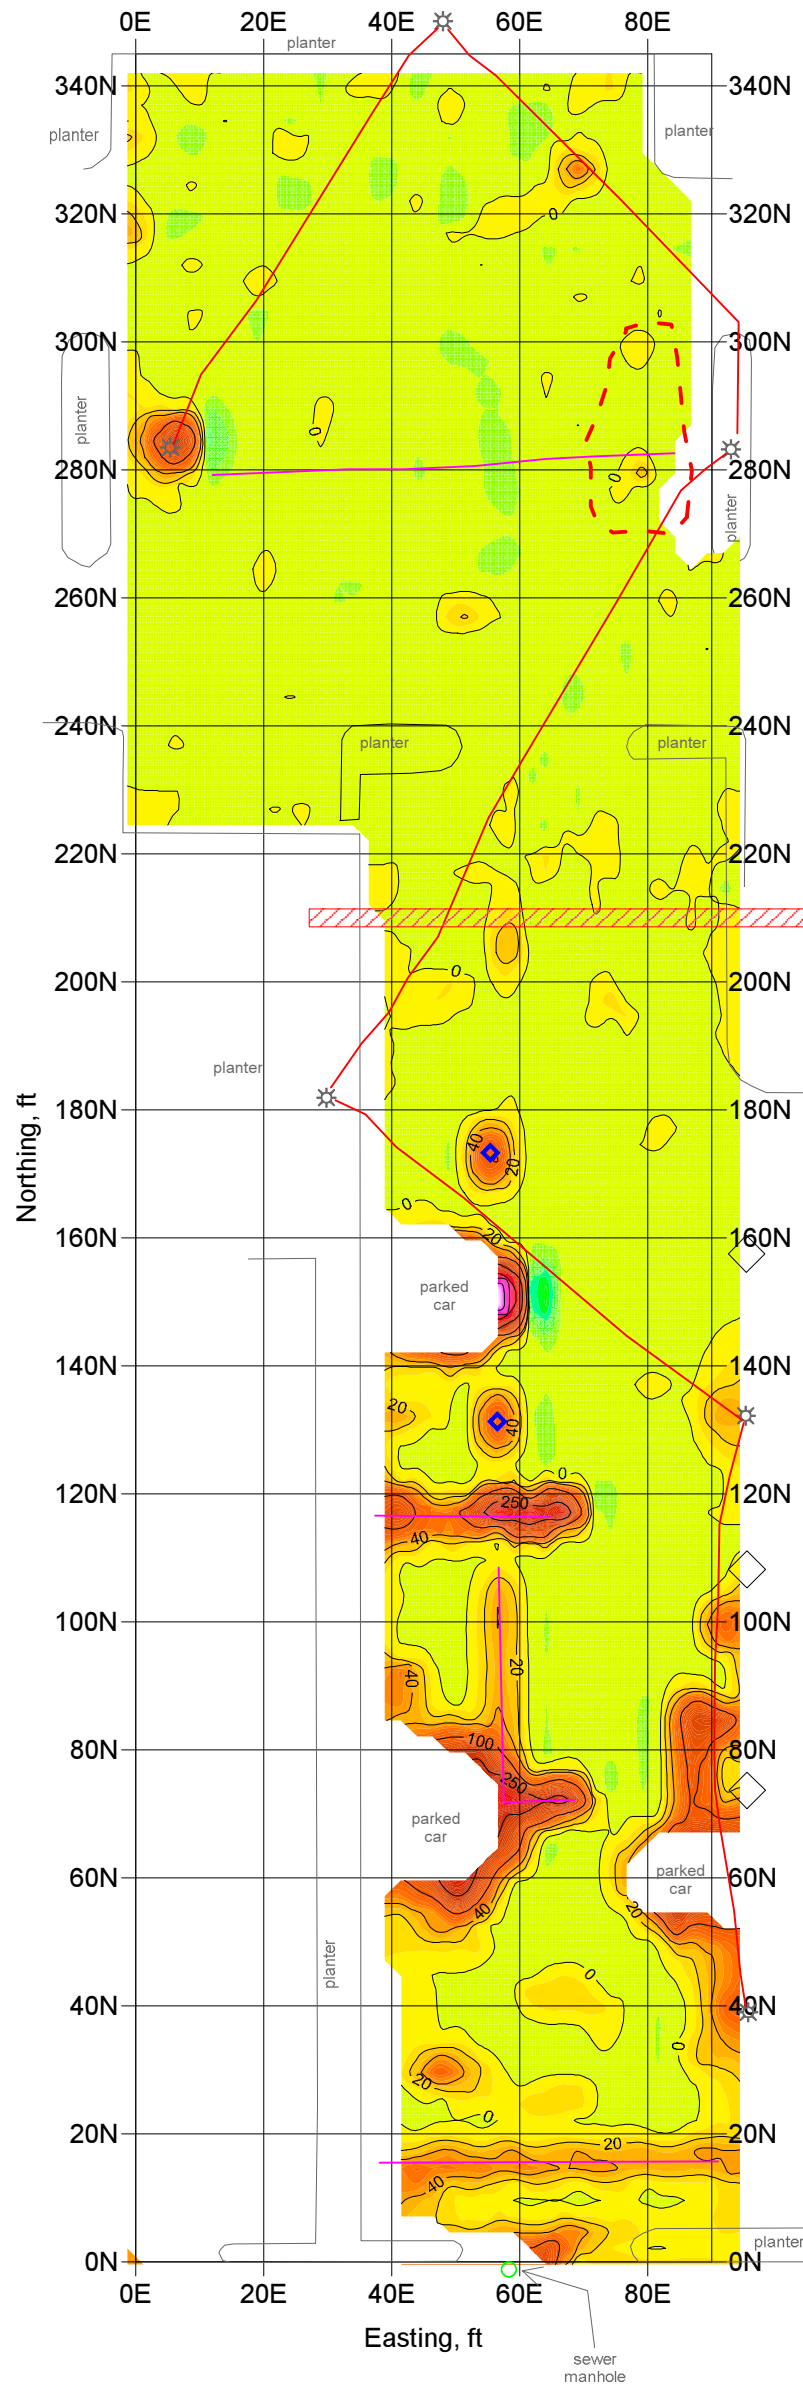 0E 20E 40E 60E 80E
planter
340N 340N
planter planter
320N 320N
0
300N 300N
planter
0
280N 280N
0
planter
260N 260N
240N 240N
planter planter
220N 220N
0
200N 200N
planter
180N 180N
40
20
0
20
160N 160N
parked
car
140N 140N
20
40
0
120N 120N
250
40
100N 100N
20
40
100
80N 80N
250
parked
car
60N 60N
parked
car
20
40
planter
0
40N 40N
0
20
0
20N 20N
20
40
planter
0N 0N
0E 20E 40E 60E 80E
Northing, ft
Easting, ft
sewer
manhole